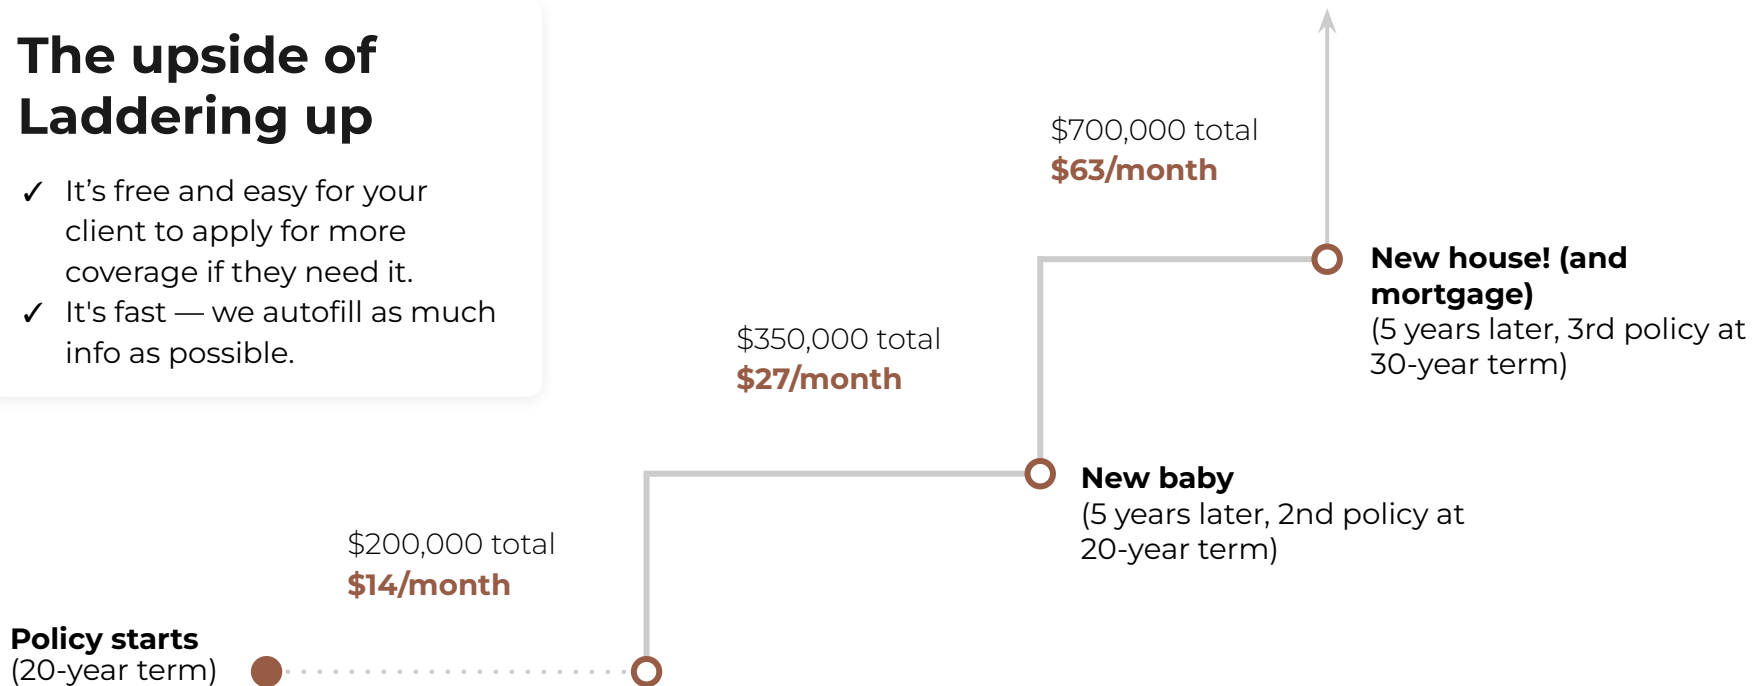 The upside of
Laddering up
✓ It’s free and easy for your
client to apply for more
coverage if they need it.
✓ It's fast — we autofill as much
info as possible.
$700,000 total
$63/month
New house! (and
mortgage)
(5 years later, 3rd policy at
30-year term)
$350,000 total
$27/month
New baby
(5 years later, 2nd policy at
20-year term)
$200,000 total
$14/month
Policy starts
(20-year term)